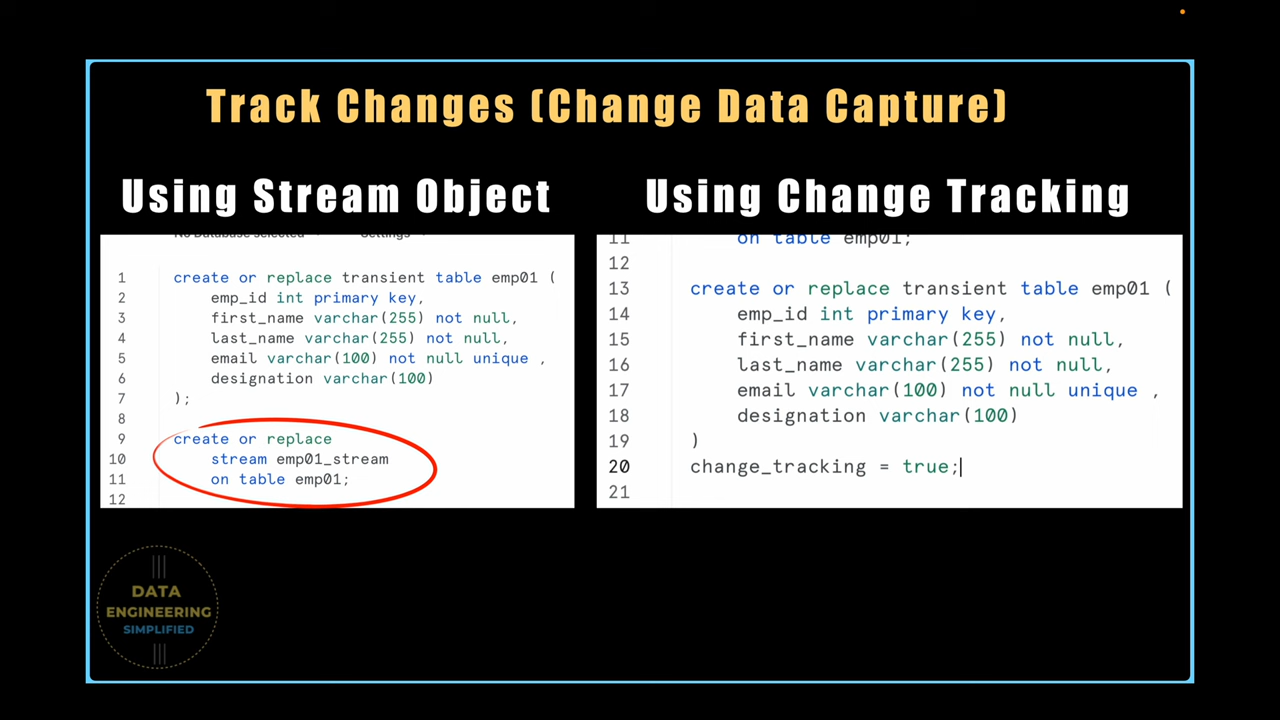 Track Changes (Change Data Capture)
Using Stream Object
No Database selected
Settings
1 create or replace transient table emp01 (
2 emp_id int primary key,
3 first_name varchar(255) not null,
4 last_name varchar(255) not null,
5 email varchar(100) not null unique ,
6 designation varchar(100)
7 );
8
9 create or replace
10 stream emp01_stream
11 on table emp01;
12
Using Change Tracking
11 on table emp01;
12
13 create or replace transient table emp01 (
14 emp_id int primary key,
15 first_name varchar(255) not null,
16 last_name varchar(255) not null,
17 email varchar(100) not null unique ,
18 designation varchar(100)
19 )
20 change_tracking = true;
21
DATA
ENGINEERING
SIMPLIFIED